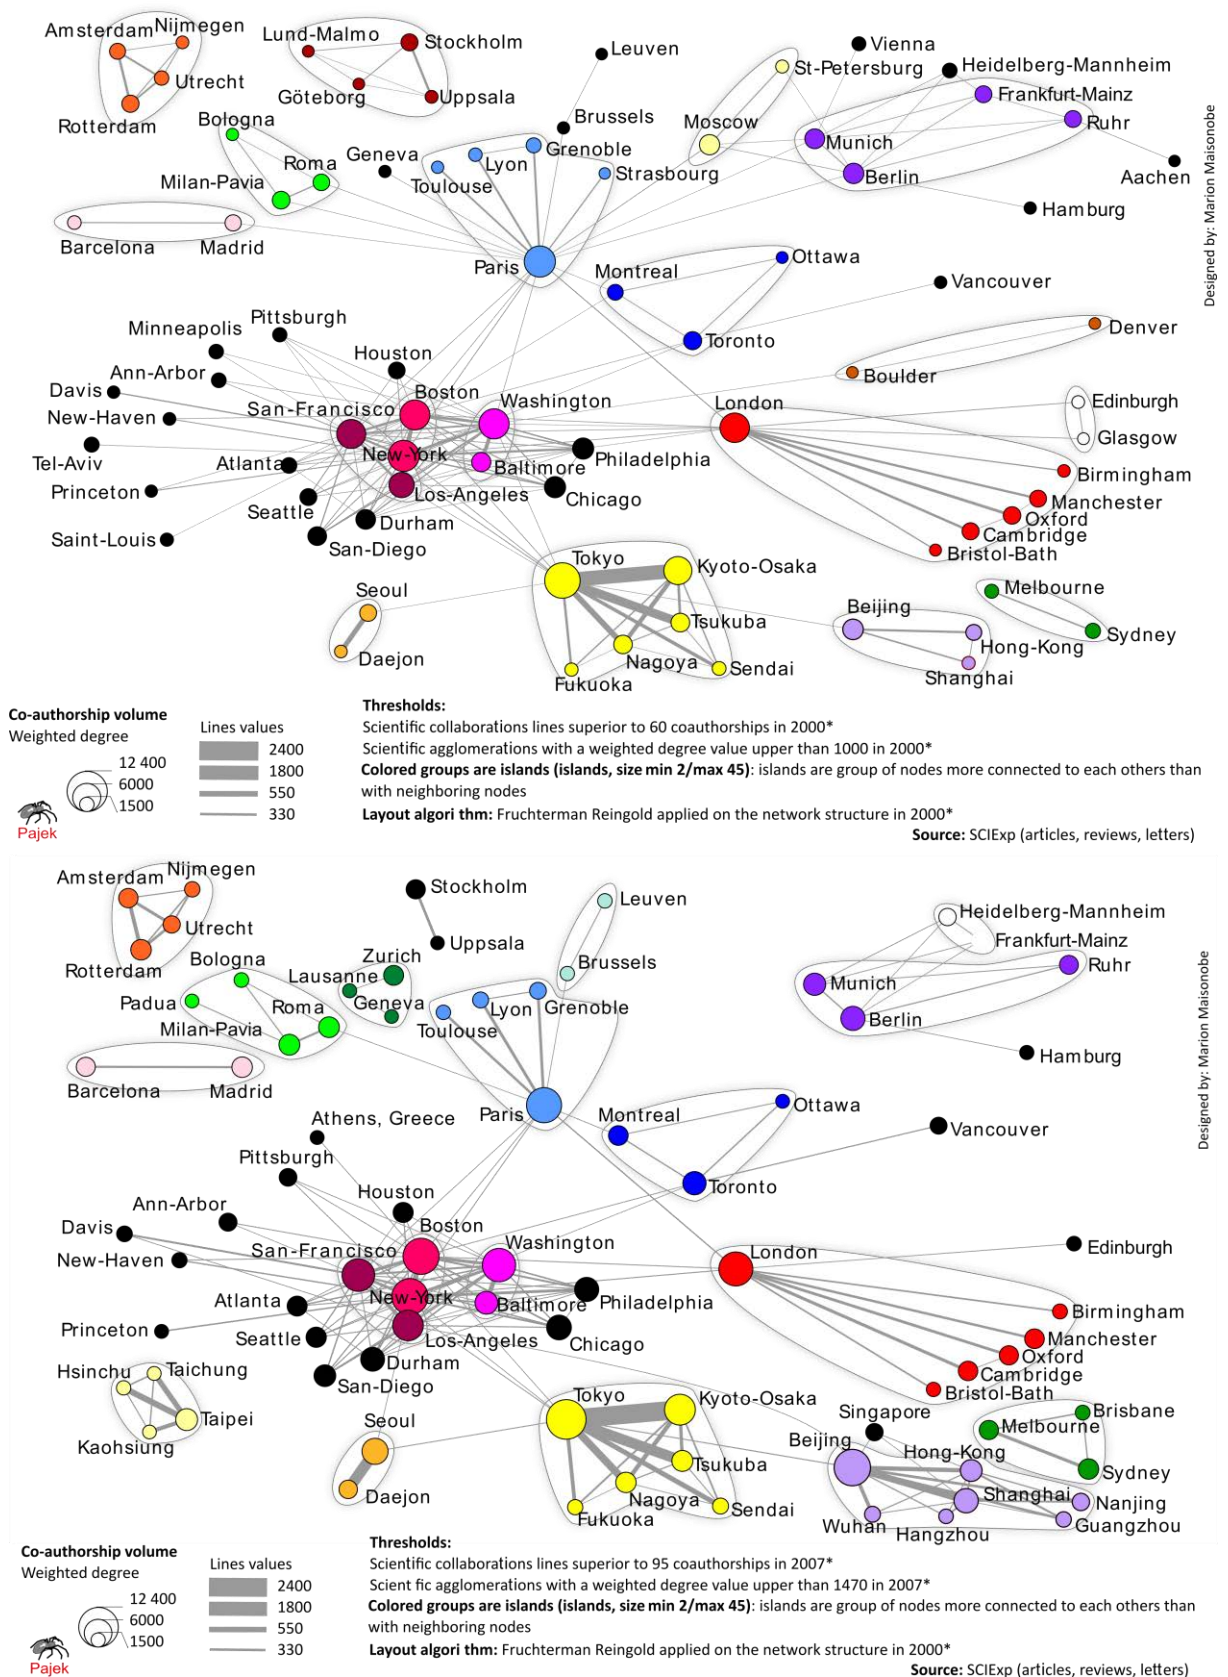 Amsterdam
Nijmegen
Utrecht
Rotterdam
Lund-Malmo
Stockholm
Göteborg
Uppsala
Leuven
Vienna
St-Petersburg
Heidelberg-Mannheim
Frankfurt-Mainz
Bologna
Brussels
Moscow
Ruhr
Munich
Geneva
Lyon
Grenoble
Roma
Milan-Pavia
Toulouse
Strasbourg
Berlin
Aachen
Hamburg
Barcelona
Madrid
Paris
Montreal
Ottawa
Designed by: Marion Maisonobe
Vancouver
Pittsburgh
Minneapolis
Toronto
Denver
Houston
Ann-Arbor
Boulder
Davis
Boston
New-Haven
San-Francisco
Washington
London
Edinburgh
Glasgow
Tel-Aviv
Atlanta
New-York
Baltimore
Philadelphia
Birmingham
Princeton
Los-Angeles
Chicago
Manchester
Seattle
Durham
Oxford
Cambridge
Saint-Louis
San-Diego
Bristol-Bath
Tokyo
Kyoto-Osaka
Seoul
Melbourne
Beijing
Tsukuba
Sydney
Hong-Kong
Daejon
Nagoya
Sendai
Fukuoka
Shanghai
Co-authorship volume
Weighted degree
12 400
6000
1500
Pajek
Lines values
2400
1800
550
330
Thresholds:
Scientific collaborations lines superior to 60 coauthorships in 2000*
Scientific agglomerations with a weighted degree value upper than 1000 in 2000*
Colored groups are islands (islands, size min 2/max 45): islands are group of nodes more connected to each others than
with neighboring nodes
Layout algori thm: Fruchterman Reingold applied on the network structure in 2000*
Source: SCIExp (articles, reviews, letters)
Amsterdam
Nijmegen
Utrecht
Rotterdam
Stockholm
Uppsala
Leuven
Heidelberg-Mannheim
Frankfurt-Mainz
Bologna
Zurich
Brussels
Ruhr
Lausanne
Munich
Padua
Geneva
Lyon
Grenoble
Roma
Milan-Pavia
Toulouse
Berlin
Hamburg
Barcelona
Madrid
Paris
Montreal
Ottawa
Designed by: Marion Maisonobe
Athens, Greece
Vancouver
Pittsburgh
Toronto
Houston
Ann-Arbor
Davis
Boston
New-Haven
San-Francisco
Washington
London
Edinburgh
Atlanta
New-York
Baltimore
Philadelphia
Birmingham
Princeton
Seattle
Los-Angeles
Chicago
Manchester
Oxford
Durham
Cambridge
San-Diego
Bristol-Bath
Hsinchu
Taichung
Taipei
Kaohsiung
Tokyo
Kyoto-Osaka
Seoul
Singapore
Brisbane
Melbourne
Beijing
Hong-Kong
Tsukuba
Sydney
Daejon
Nagoya
Sendai
Fukuoka
Shanghai
Nanjing
Wuhan
Hangzhou
Guangzhou
Co-authorship volume
Weighted degree
12 400
6000
1500
Pajek
Lines values
2400
1800
550
330
Thresholds:
Scientific collaborations lines superior to 95 coauthorships in 2007*
Scient fic agglomerations with a weighted degree value upper than 1470 in 2007*
Colored groups are islands (islands, size min 2/max 45): islands are group of nodes more connected to each others than
with neighboring nodes
Layout algori thm: Fruchterman Reingold applied on the network structure in 2000*
Source: SCIExp (articles, reviews, letters)